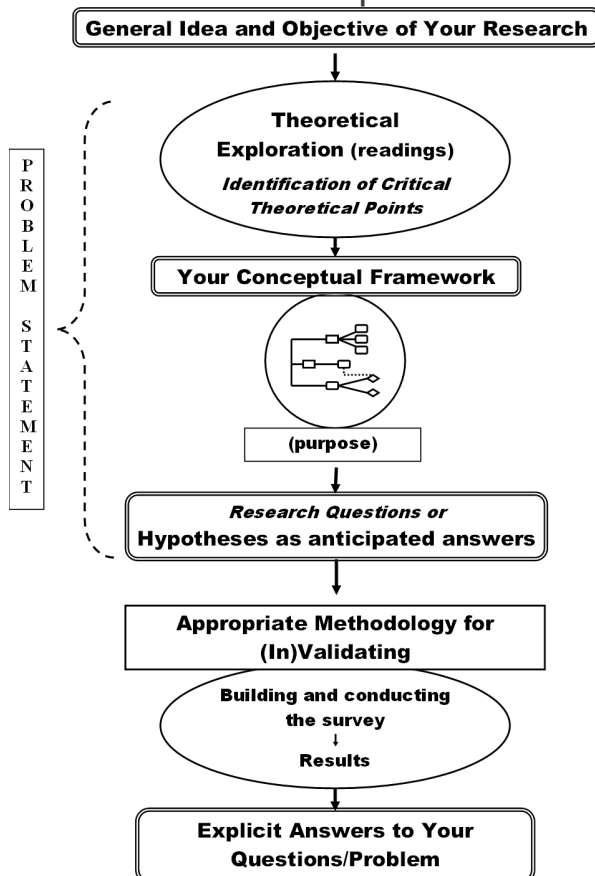 General Idea and Objective of Your Research
Theoretical
Exploration (readings)
Identification of Critical
Theoretical Points
PROBLEM STATEMENT
Your Conceptual Framework
(purpose)
Research Questions or
Hypotheses as anticipated answers
Appropriate Methodology for
(In)Validating
Building and conducting
the survey
Results
Explicit Answers to Your
Questions/Problem